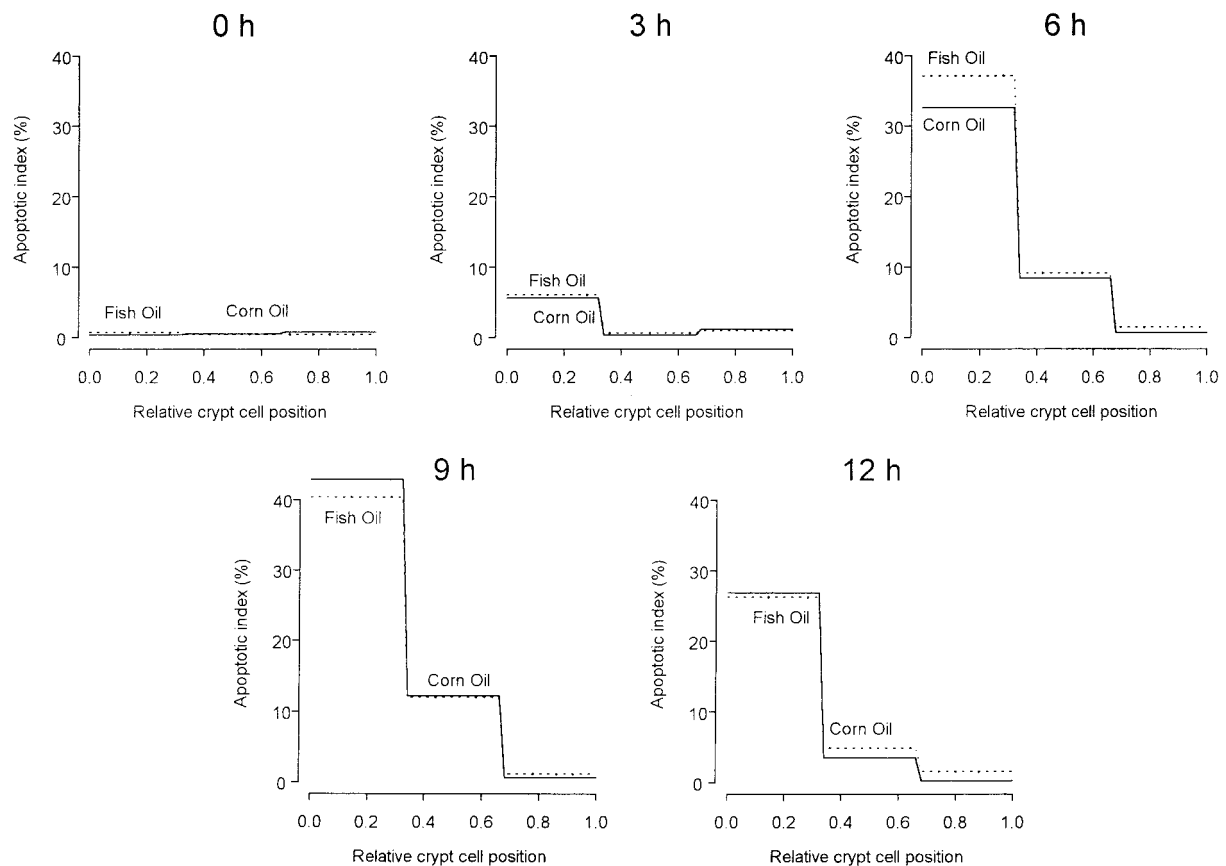 0 h
40
30
20
10
0
Apoptotic index (%)
Fish Oil
Corn Oil
0.0 0.2 0.4 0.6 0.8 1.0
Relative crypt cell position
3 h
40
30
20
10
0
Apoptotic index (%)
Fish Oil
Corn Oil
0.0 0.2 0.4 0.6 0.8 1.0
Relative crypt cell position
6 h
40
30
20
10
0
Apoptotic index (%)
Fish Oil
Corn Oil
0.0 0.2 0.4 0.6 0.8 1.0
Relative crypt cell position
9 h
40
30
20
10
0
Apoptotic index (%)
Fish Oil
Corn Oil
0.0 0.2 0.4 0.6 0.8 1.0
Relative crypt cell position
12 h
40
30
20
10
0
Apoptotic index (%)
Fish Oil
Corn Oil
0.0 0.2 0.4 0.6 0.8 1.0
Relative crypt cell position